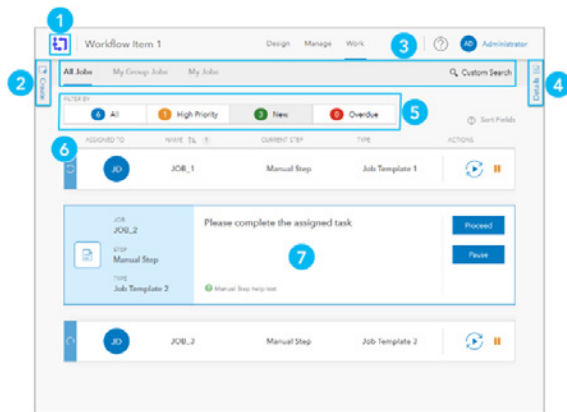 1
Workflow Item 1
Design Manage Work
3
AD Administrator
2
Create
All Jobs My Group Jobs My Jobs
Custom Search
Details
4
FILTER BY
6 All 1 High Priority 3 New 0 Overdue
5
Sort Fields
6
ASSIGNED TO NAME CURRENT STEP TYPE ACTIONS
JD JOB_1 Manual Step Job Template 1
JOB
JOB_2
STEP
Manual Step
TYPE
Job Template 2
Please complete the assigned task
7
Manual Step help text
Proceed
Pause
JD JOB_3 Manual Step Job Template 3